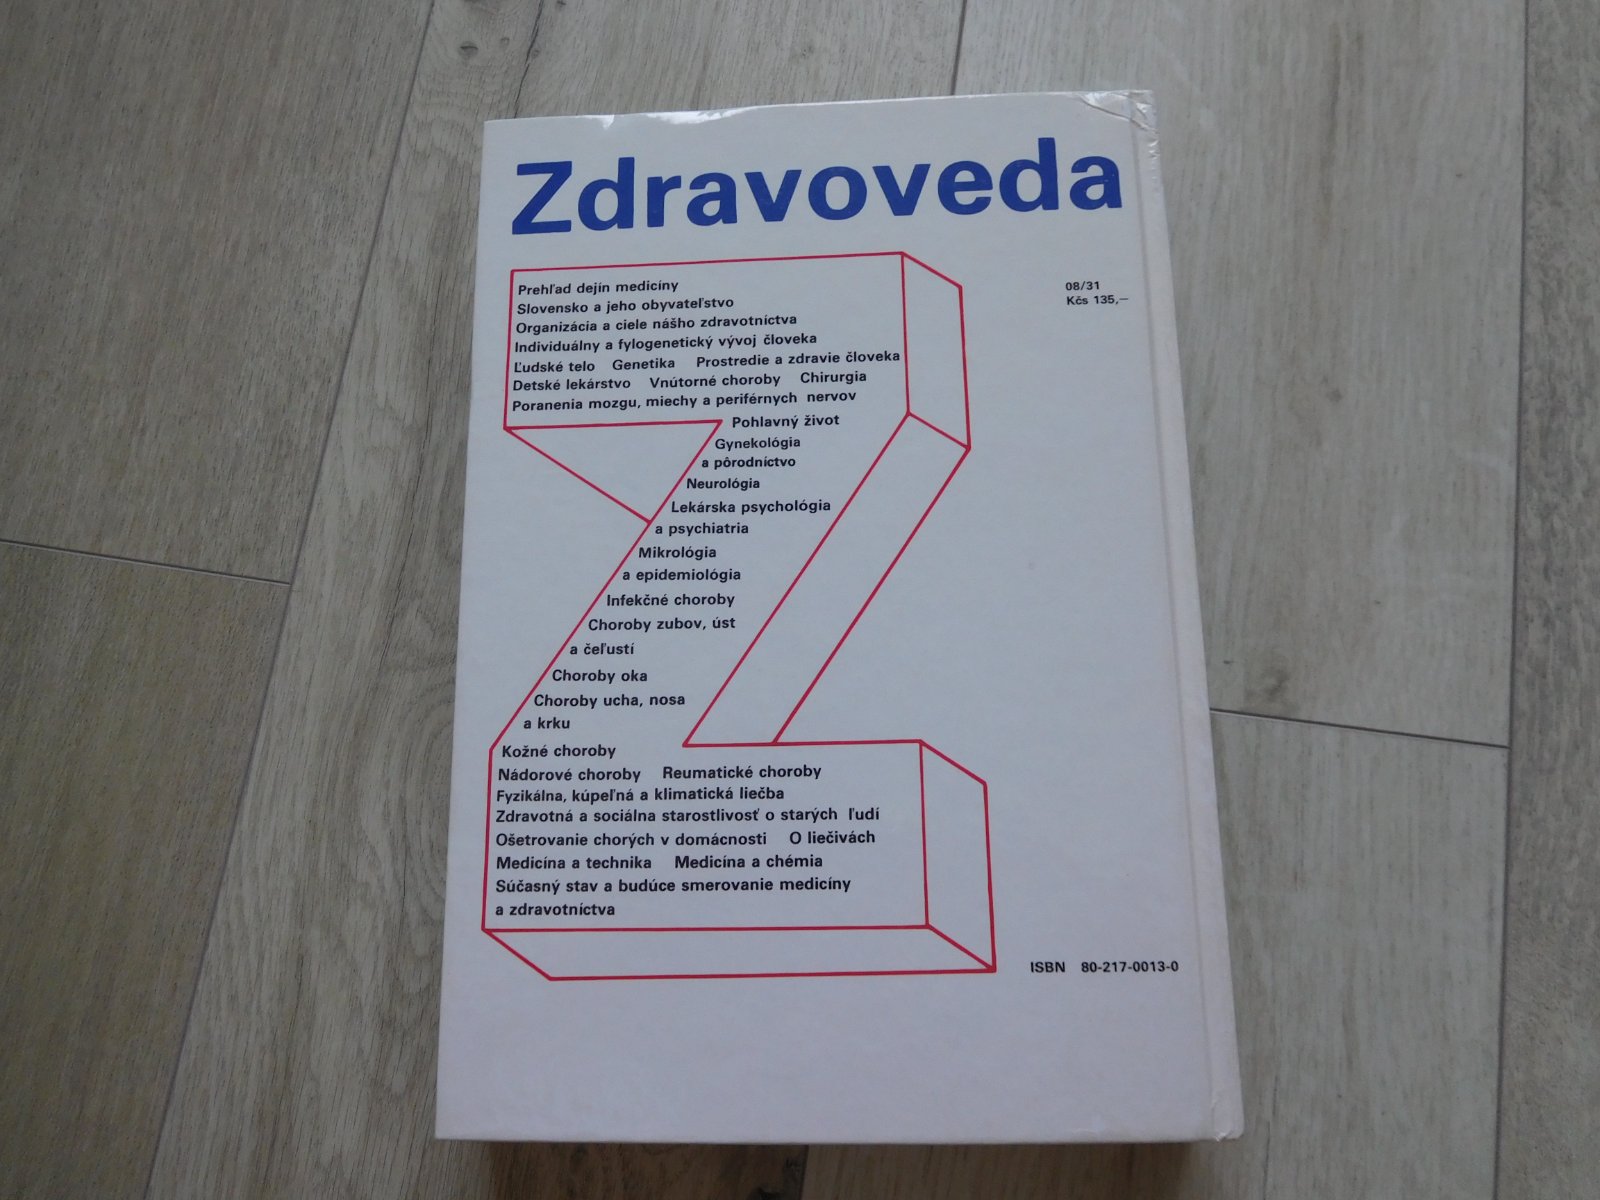 Zdravoveda
Prehľad dejín medicíny
Slovensko a jeho obyvateľstvo
Organizácia a ciele nášho zdravotníctva
Individuálny a fylogenetický vývoj človeka
Ľudské telo Genetika Prostredie a zdravie človeka
Detské lekárstvo Vnútorné choroby Chirurgia
Poranenia mozgu, miechy a periférnych nervov
Pohlavný život
Gynekológia
a pôrodníctvo
Neurológia
Lekárska psychológia
a psychiatria
Mikrológia
a epidemiológia
Infekčné choroby
Choroby zubov, úst
a čeľustí
Choroby oka
Choroby ucha, nosa
a krku
Kožné choroby
Nádorové choroby Reumatické choroby
Fyzikálna, kúpeľná a klimatická liečba
Zdravotná a sociálna starostlivosť o starých ľudí
Ošetrovanie chorých v domácnosti O liečivách
Medicína a technika Medicína a chémia
Súčasný stav a budúce smerovanie medicíny
a zdravotníctva
08/31
Kčs 135,—
ISBN 80-217-0013-0